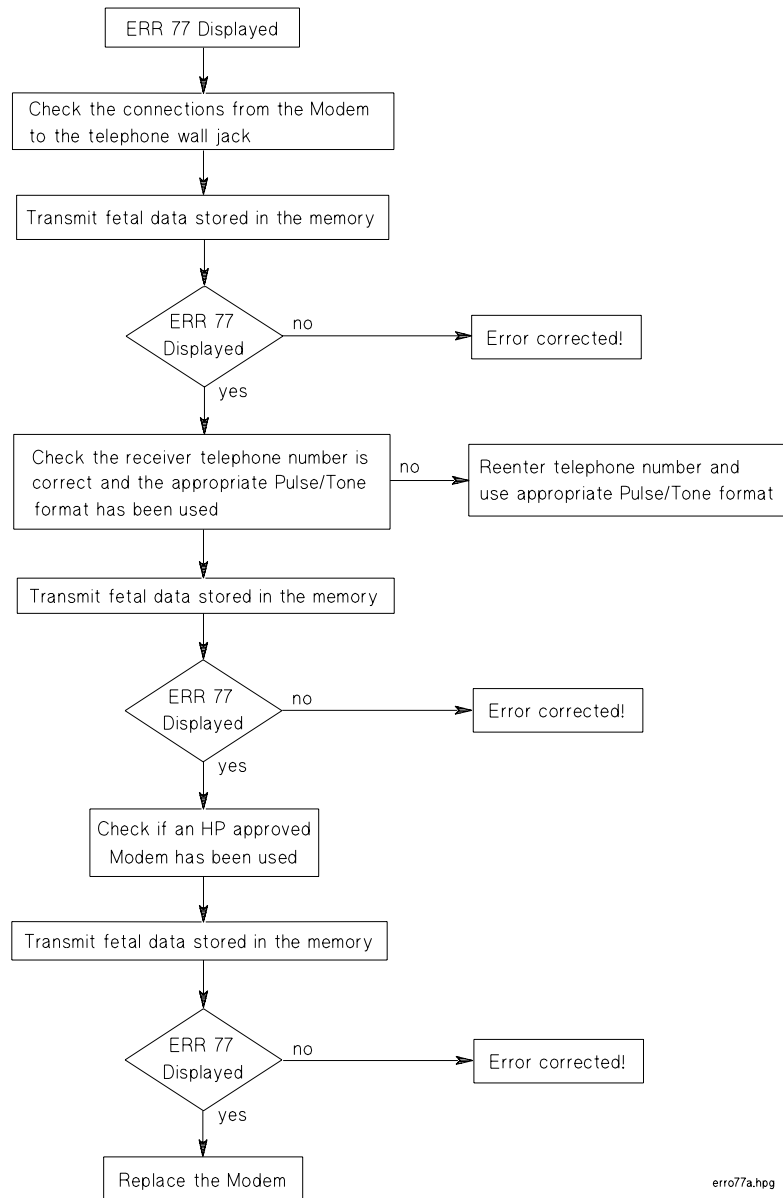 ERR 77 Displayed
Check the connections from the Modem
to the telephone wall jack
Transmit fetal data stored in the memory
ERR 77
Displayed
no
Error corrected!
yes
Check the receiver telephone number is
correct and the appropriate Pulse/Tone
format has been used
no
Reenter telephone number and
use appropriate Pulse/Tone format
Transmit fetal data stored in the memory
ERR 77
Displayed
no
Error corrected!
yes
Check if an HP approved
Modem has been used
Transmit fetal data stored in the memory
ERR 77
Displayed
no
Error corrected!
yes
Replace the Modem
erro77a.hpg